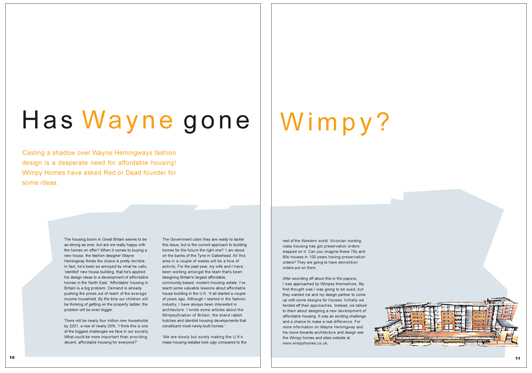 Has Wayne gone Wimpy?
Casting a shadow over Wayne Hemingways fashion
design is a desperate need for affordable housing!
Wimpy Homes have asked Red or Dead founder for
some ideas.
The housing boom in Great Britain seems to be
as strong as ever, but are we really happy with
the homes on offer? When it comes to buying a
new house, the fashion designer Wayne
Hemingway thinks the choice is pretty terrible.
In fact, he's been so annoyed by what he calls
'identikit' new house building, that he's applied
his design ideas to a development of affordable
homes in the North East. 'Affordable' housing in
Britain is a big problem. Demand is already
pushing the prices out of reach of the average
income household. By the time our children will
be thinking of getting on the property ladder, the
problem will be even bigger.
There will be nearly four million new households
by 2021, a rise of nearly 20%. 'I think this is one
of the biggest challenges we face in our society.
What could be more important than providing
decent, affordable housing for everyone?'
The Government claim they are ready to tackle
this issue, but is the current approach to building
homes for the future the right one? I am stood
on the banks of the Tyne in Gateshead. All this
area in a couple of weeks will be a hive of
activity. For the past year, my wife and I have
been working amongst the team that's been
designing Britain's largest affordable,
community-based, modern housing estate. I've
learnt some valuable lessons about affordable
house building in the U.K. 'It all started a couple
of years ago. Although I started in the fashion
industry, I have always been interested in
architecture. I wrote some articles about the
Wimpeyfication of Britain, the bland rabbit
hutches and identikit housing developments that
constitute most newly-built homes.'
'We are slowly but surely making the U.K's
mass housing estates look ugly compared to the
rest of the Western world. Victorian working
class housing has got preservation orders
slapped on it. Can you imagine these 70s and
80s houses in 100 years having preservation
orders? They are going to have demolition
orders put on them.
After sounding off about this in the papers,
I was approached by Wimpey themselves. My
first thought was I was going to be sued, but
they wanted me and my design partner to come
up with some designs for houses. Initially we
fended off their approaches. Instead, we talked
to them about designing a new development of
affordable housing. It was an exciting challenge
and a chance to make a real difference. For
more information on Wayne Hemingway and
his move towards architecture and design see
the Wimpy homes and sites website at
www.wimpyhomes.co.uk.
10
11